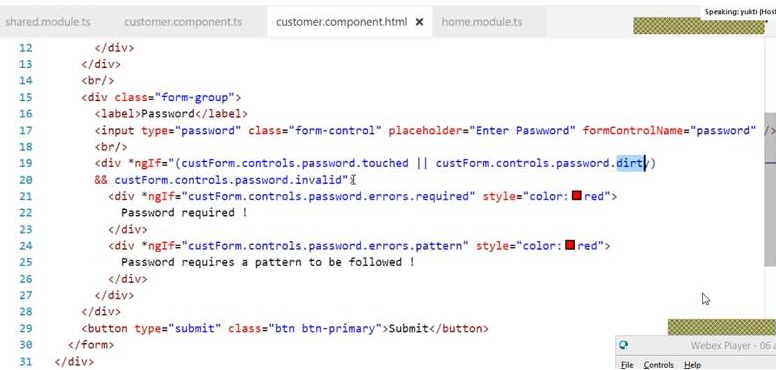 Speaking: yukti (Host
shared.module.ts customer.component.ts customer.component.html × home.module.ts
12 </div>
13 </div>
14 <br/>
15 <div class="form-group">
16 <label>Password</label>
17 <input type="password" class="form-control" placeholder="Enter Paswword" formControlName="password" />
18 <br/>
19 <div *ngIf="(custForm.controls.password.touched || custForm.controls.password.dirty)
20 && custForm.controls.password.invalid">
21 <div *ngIf="custForm.controls.password.errors.required" style="color:red">
22 Password required !
23 </div>
24 <div *ngIf="custForm.controls.password.errors.pattern" style="color:red">
25 Password requires a pattern to be followed !
26 </div>
27 </div>
28 </div>
29 <button type="submit" class="btn btn-primary">Submit</button>
30 </form>
31 </div>
Webex Player - 06 a
File Controls Help